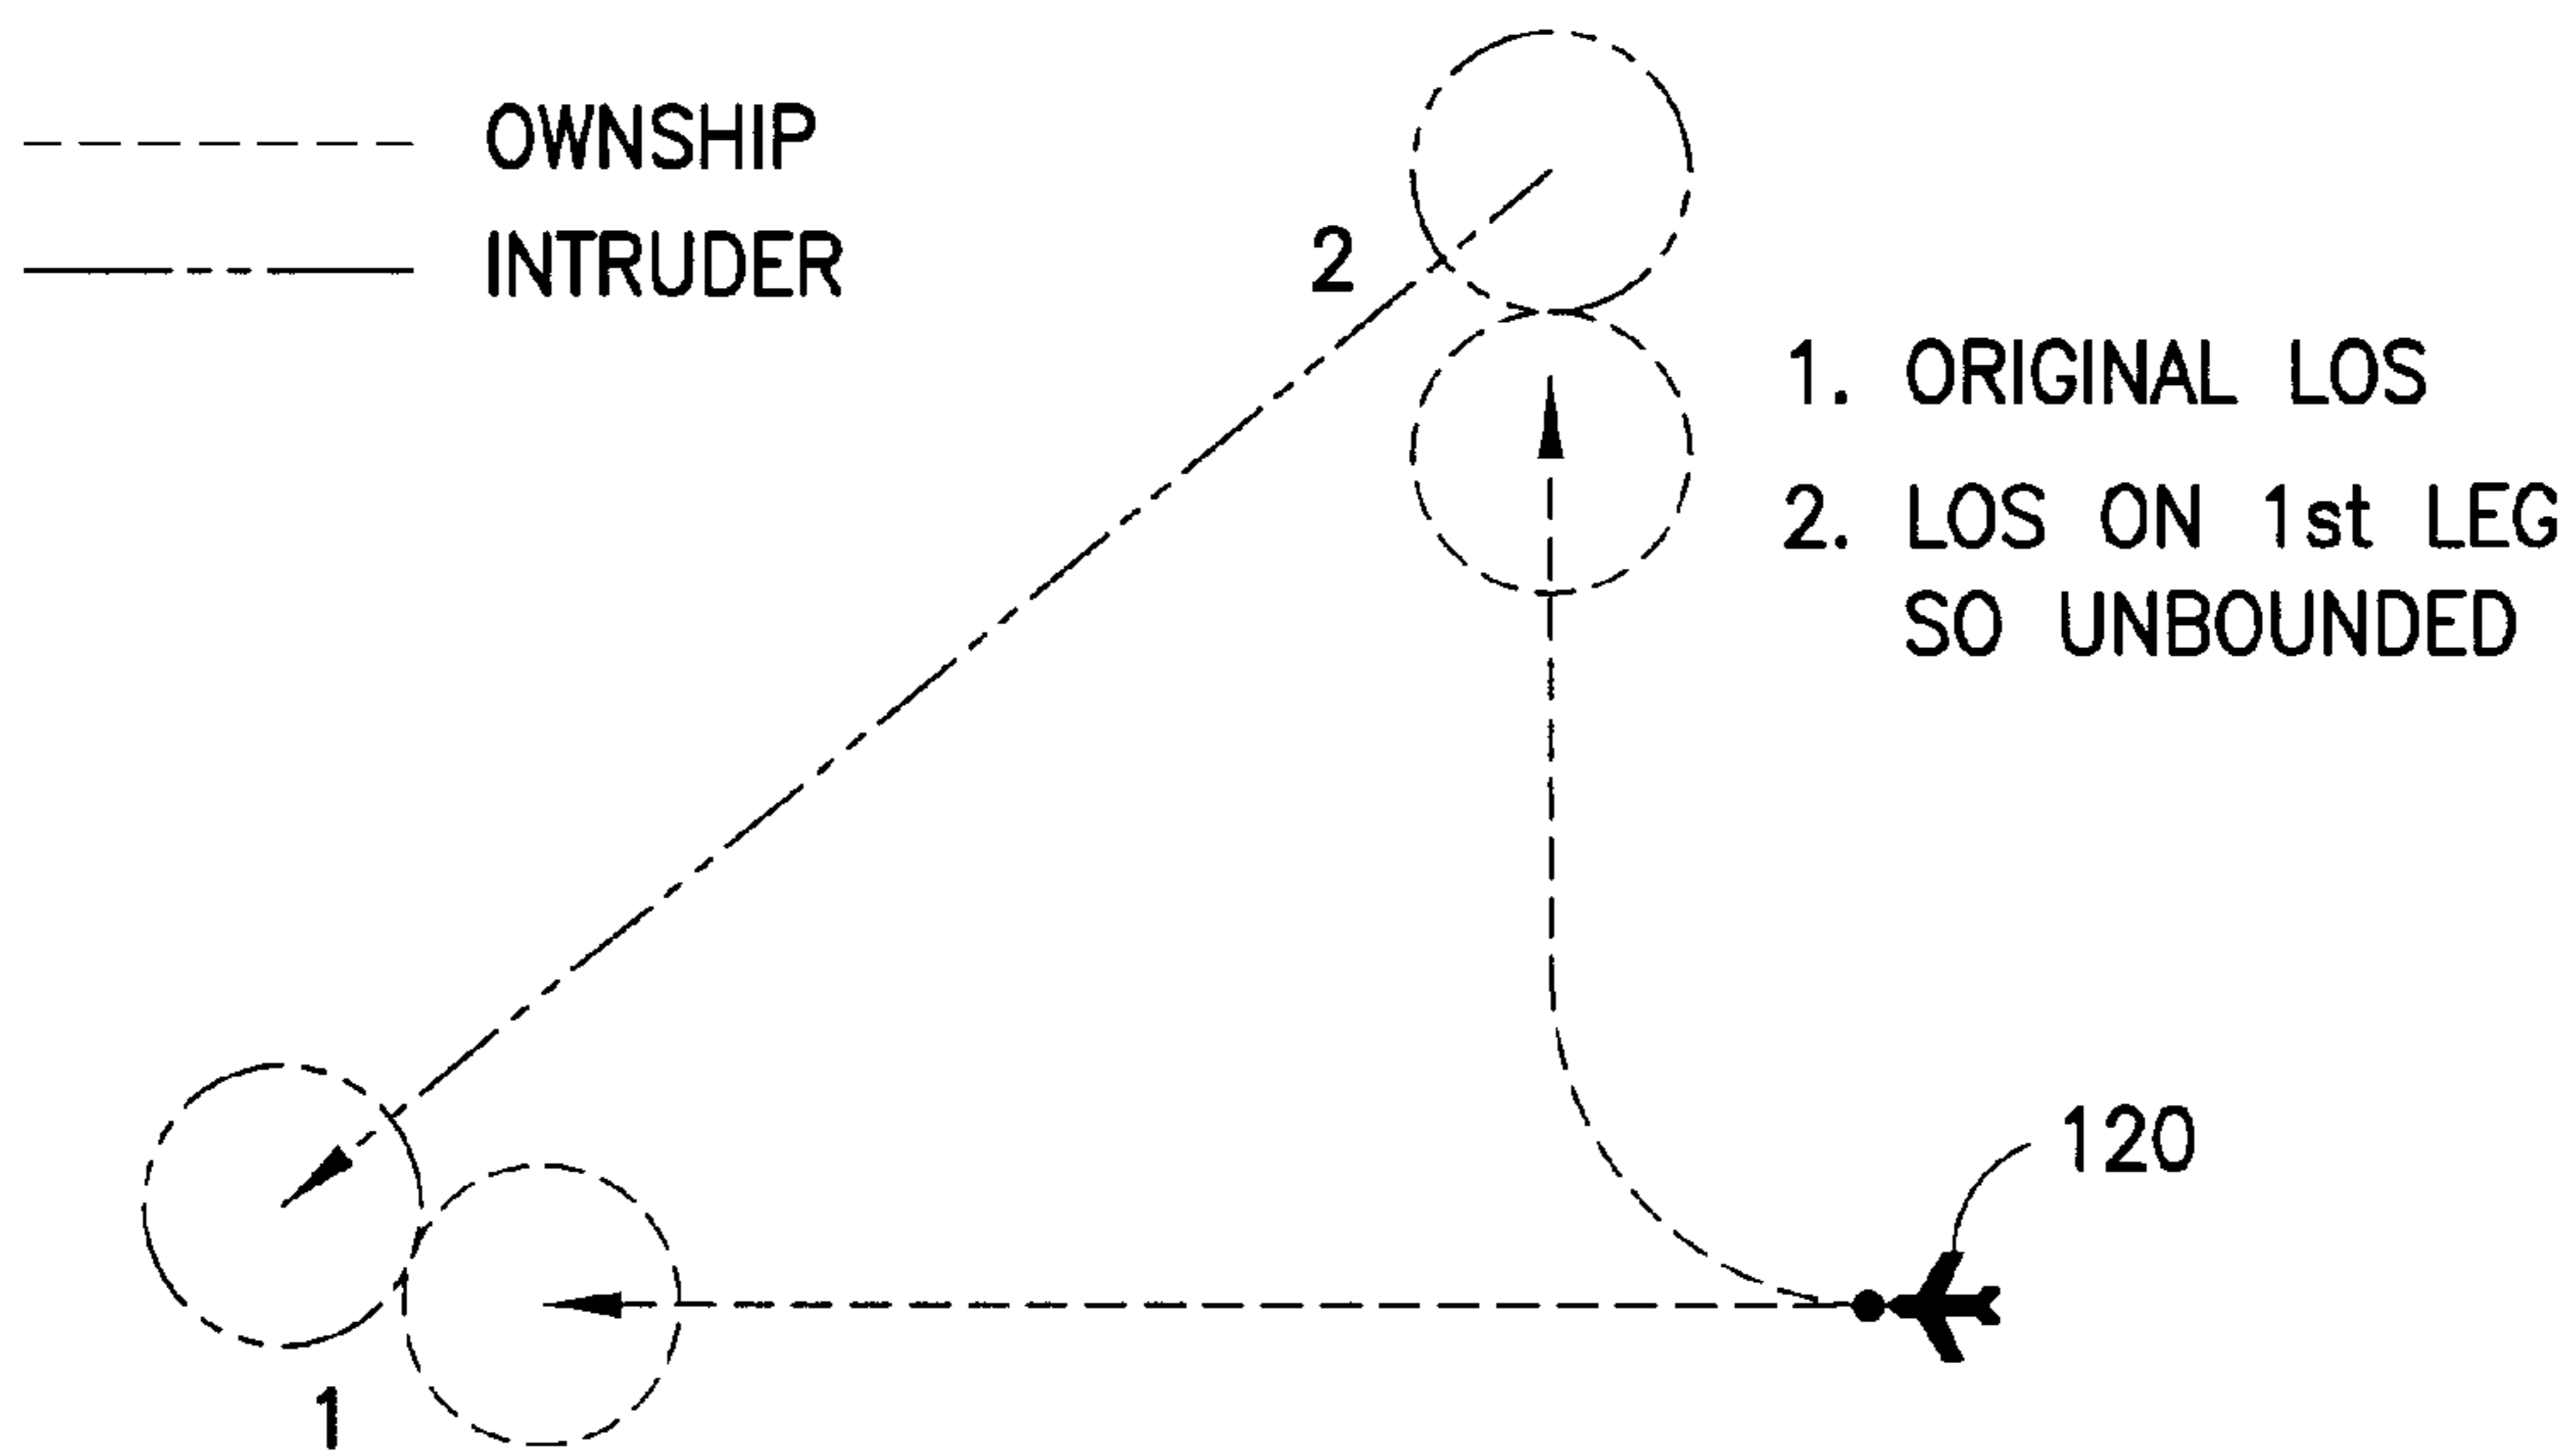 OWNSHIP
INTRUDER
2
1. ORIGINAL LOS
2. LOS ON 1st LEG
SO UNBOUNDED
120
1